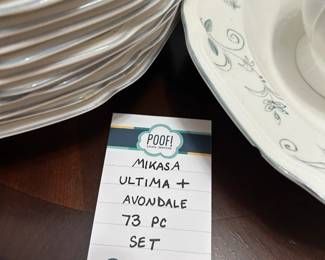 POOF!
MIKASA
ULTIMA +
AVONDALE
73 PC
SET